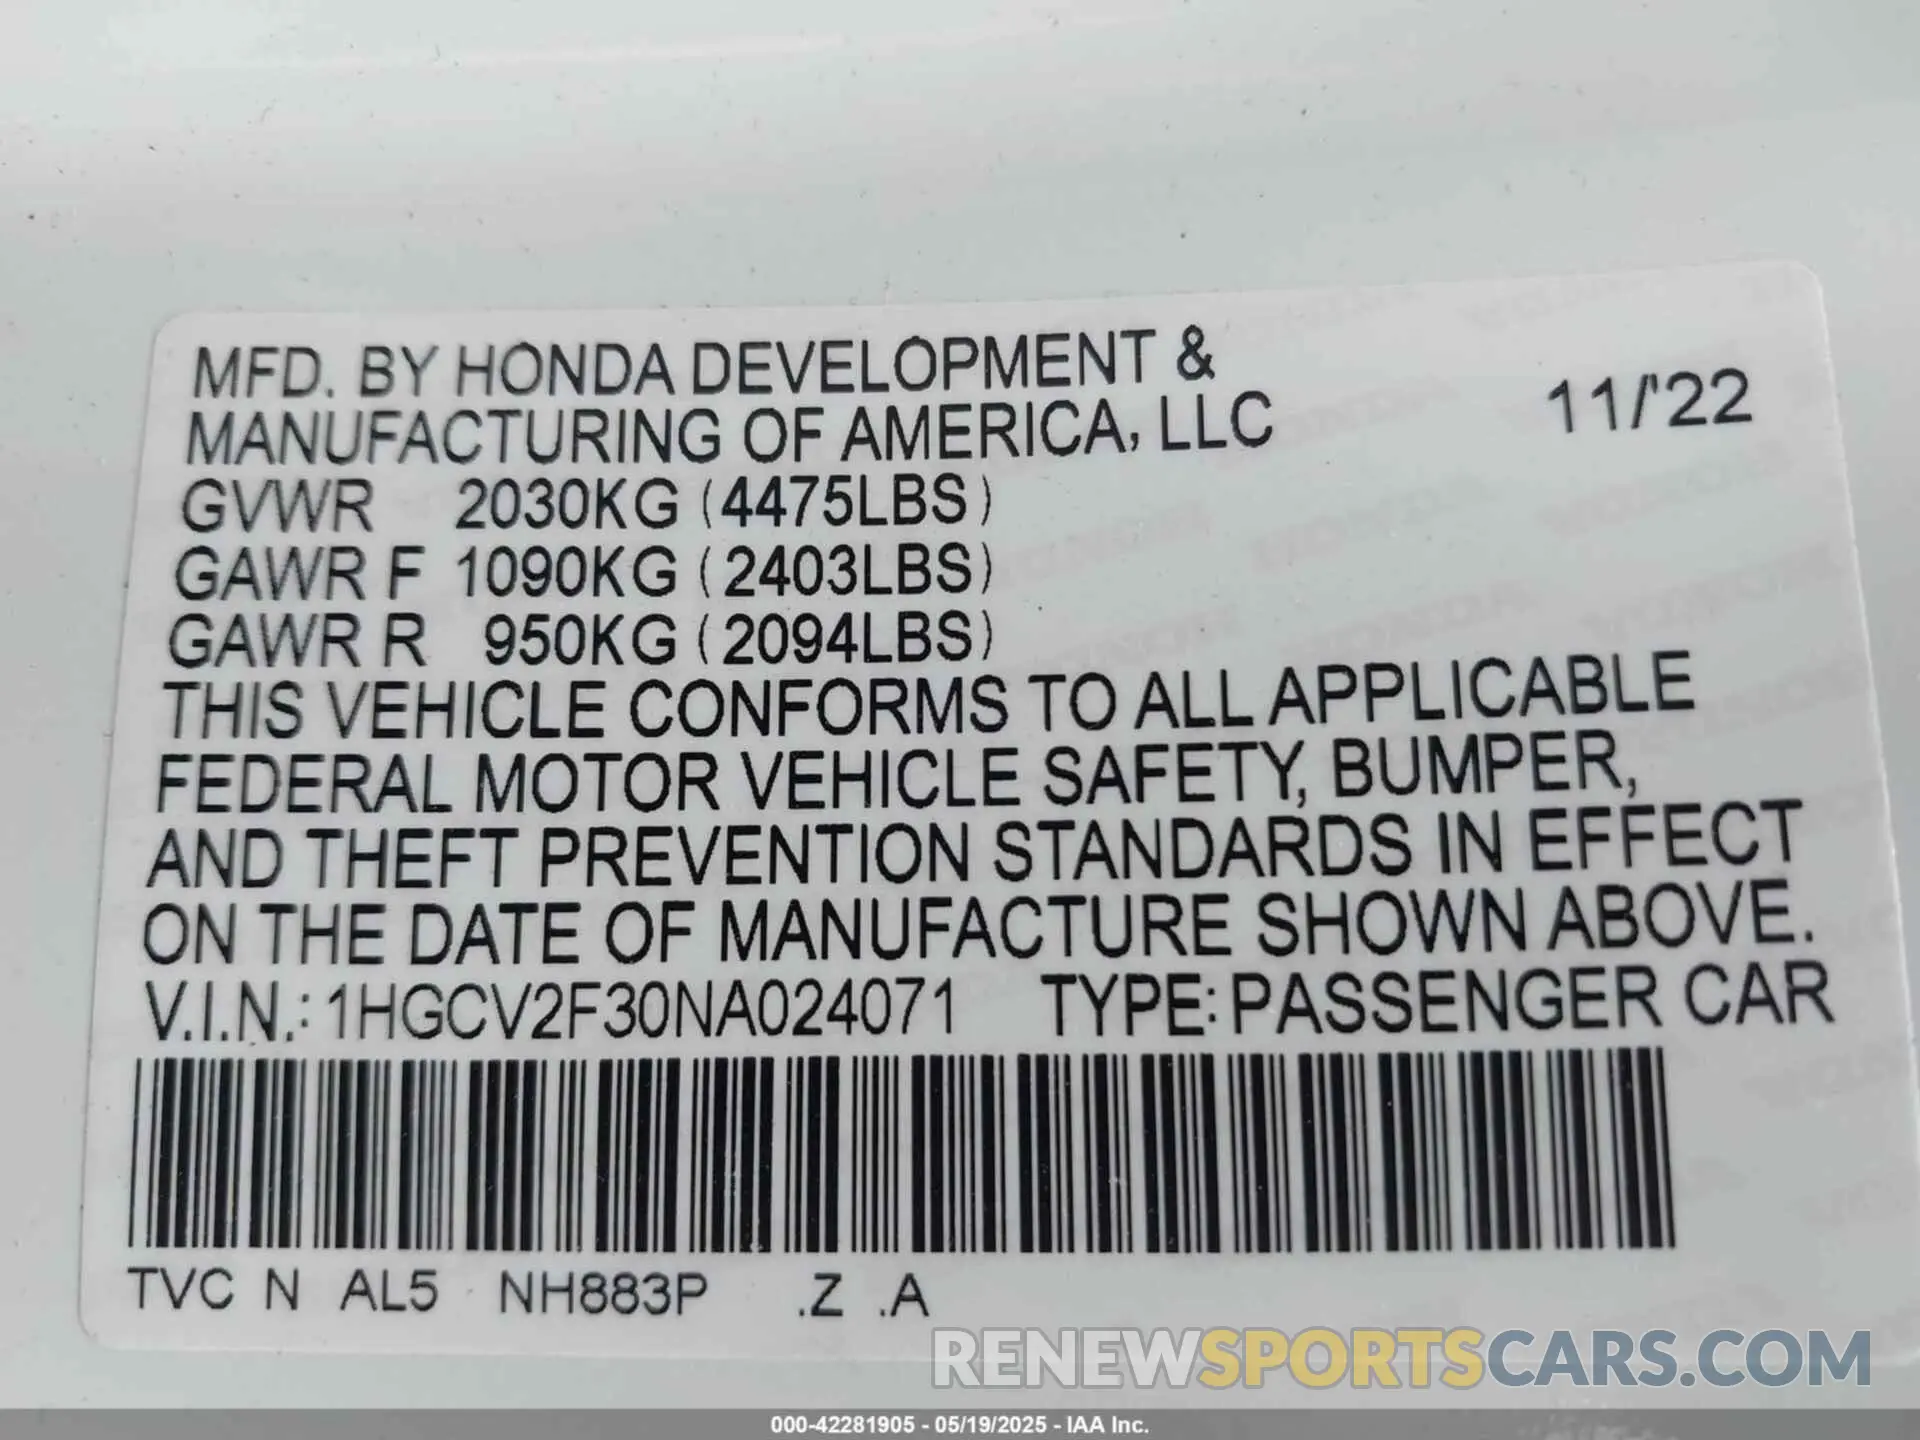 MFD. BY HONDA DEVELOPMENT &
MANUFACTURING OF AMERICA, LLC 11/'22
GVWR 2030KG (4475LBS)
GAWR F 1090KG (2403LBS)
GAWR R 950KG (2094LBS)
THIS VEHICLE CONFORMS TO ALL APPLICABLE
FEDERAL MOTOR VEHICLE SAFETY, BUMPER,
AND THEFT PREVENTION STANDARDS IN EFFECT
ON THE DATE OF MANUFACTURE SHOWN ABOVE.
V.I.N.: 1HGCV2F30NA024071 TYPE: PASSENGER CAR
TVC N AL5 NH883P .Z .A
RENEWSPORTSCARS.COM
000-42281905 - 05/19/2025 - IAA Inc.